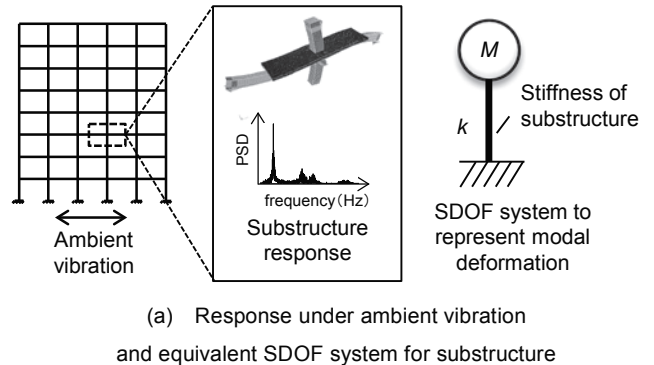 Ambient
vibration
PSD
frequency(Hz)
Substructure
response
M
k
Stiffness of
substructure
SDOF system to
represent modal
deformation
(a) Response under ambient vibration
and equivalent SDOF system for substructure